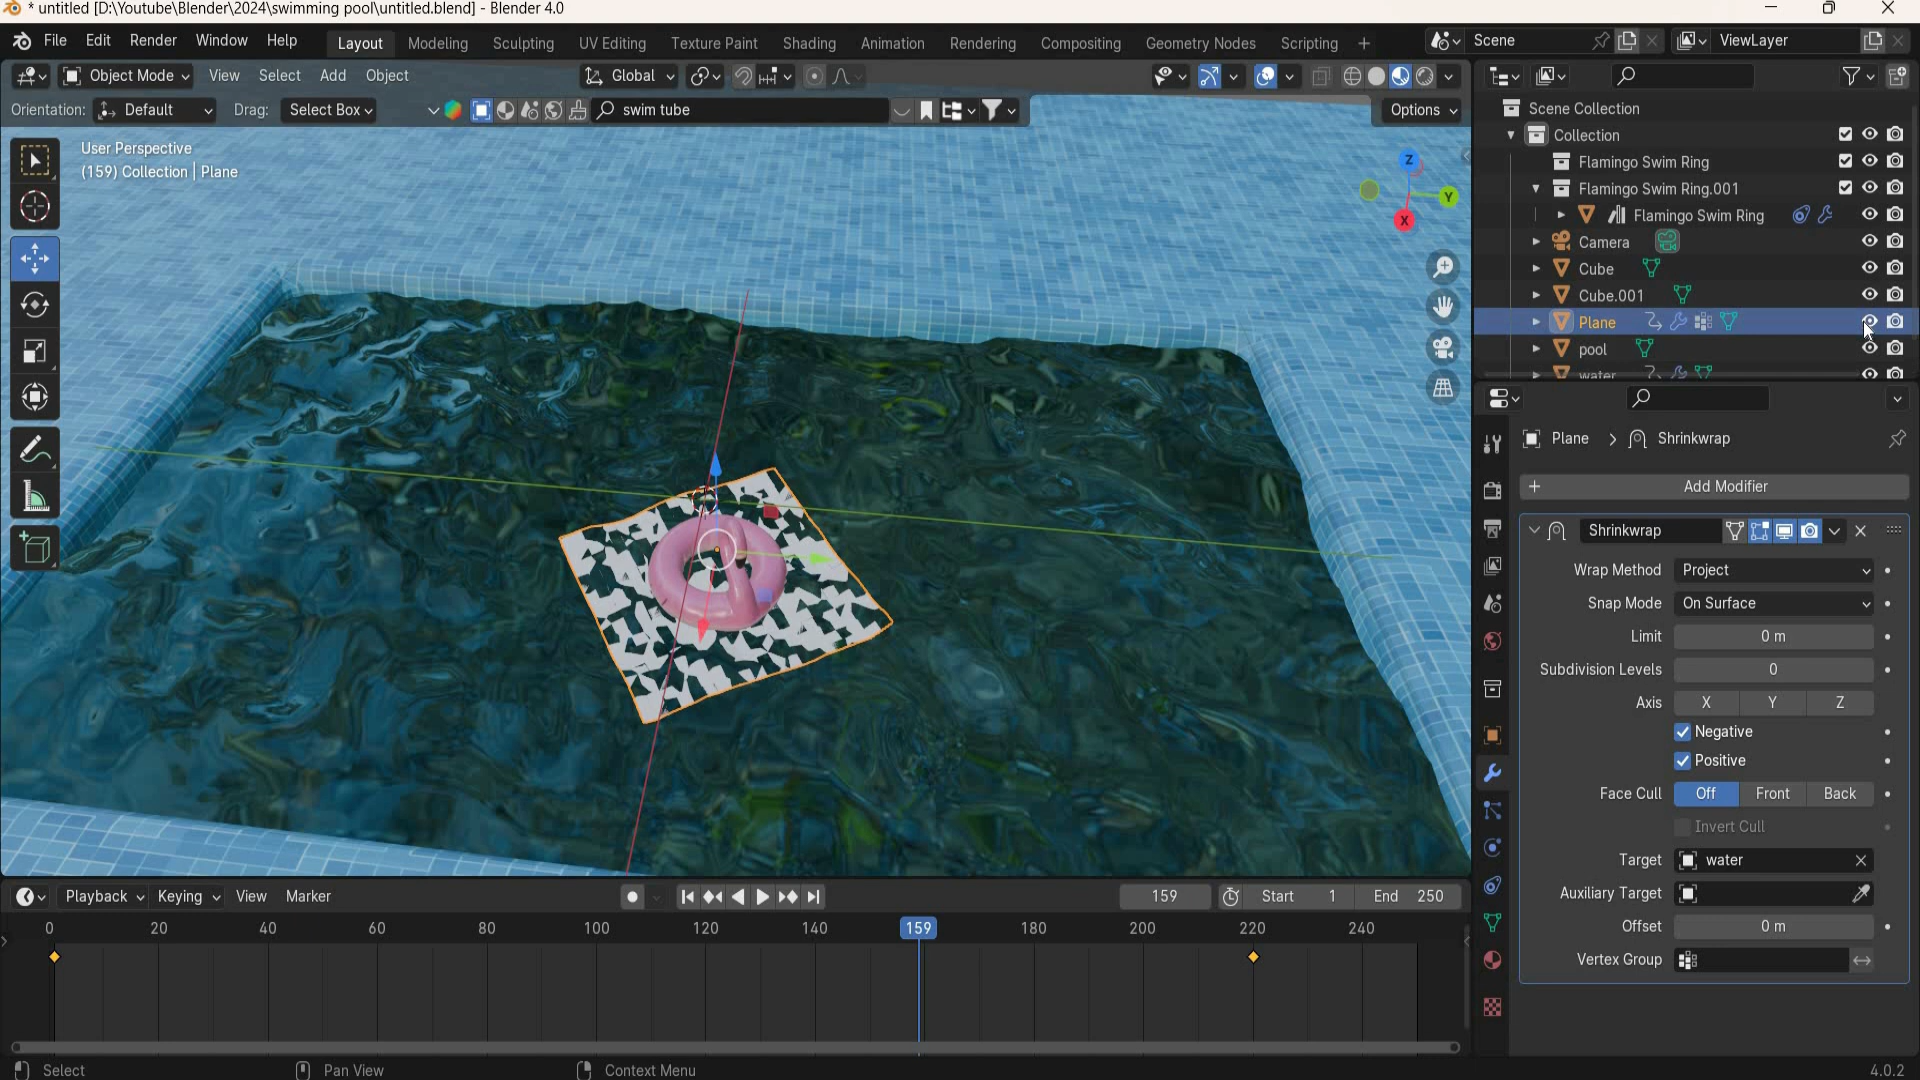 * untitled [D:\Youtube\Blender\2024\swimming pool\untitled.blend] - Blender 4.0
File Edit Render Window Help Layout Modeling Sculpting UV Editing Texture Paint Shading Animation Rendering Compositing Geometry Nodes Scripting + Scene ViewLayer
Object Mode View Select Add Object Global
Orientation: Default Drag: Select Box swim tube Options
User Perspective
(159) Collection | Plane
Z
Y
X
Scene Collection
Collection
Flamingo Swim Ring
Flamingo Swim Ring.001
Flamingo Swim Ring
Camera
Cube
Cube.001
Plane
pool
water
Plane > Shrinkwrap
+ Add Modifier
Shrinkwrap
Wrap Method Project
Snap Mode On Surface
Limit 0 m
Subdivision Levels 0
Axis X Y Z
Negative
Positive
Face Cull Off Front Back
Invert Cull
Target water
Auxiliary Target
Offset 0 m
Vertex Group
Playback Keying View Marker 159 Start 1 End 250
0 20 40 60 80 100 120 140 159 180 200 220 240
Select Pan View Context Menu 4.0.2